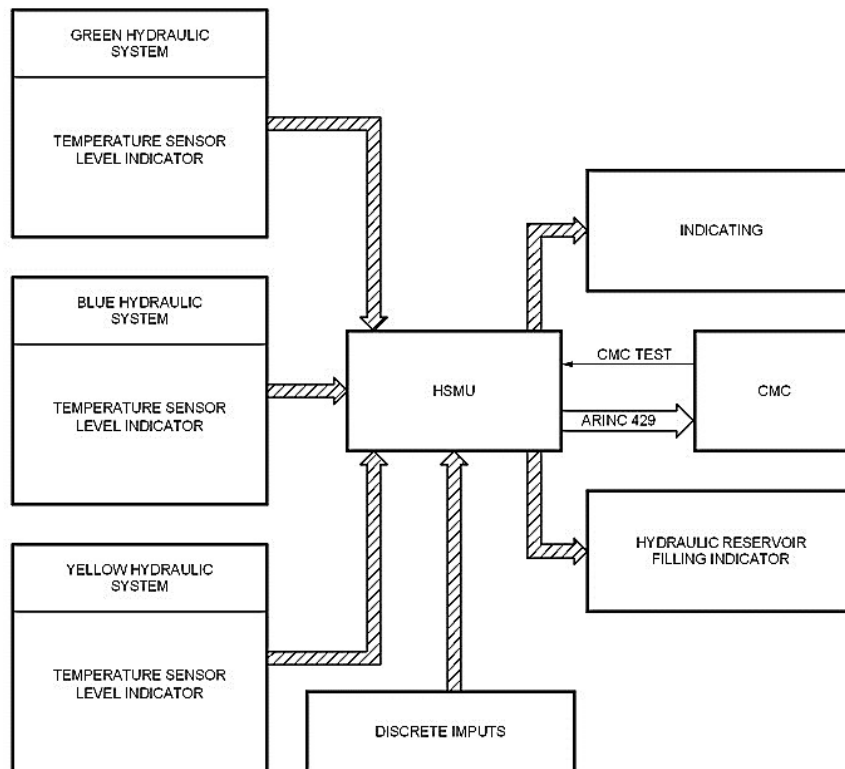 GREEN HYDRAULIC
SYSTEM
TEMPERATURE SENSOR
LEVEL INDICATOR
BLUE HYDRAULIC
SYSTEM
TEMPERATURE SENSOR
LEVEL INDICATOR
YELLOW HYDRAULIC
SYSTEM
TEMPERATURE SENSOR
LEVEL INDICATOR
HSMU
DISCRETE IMPUTS
INDICATING
CMC TEST
ARINC 429
CMC
HYDRAULIC RESERVOIR
FILLING INDICATOR